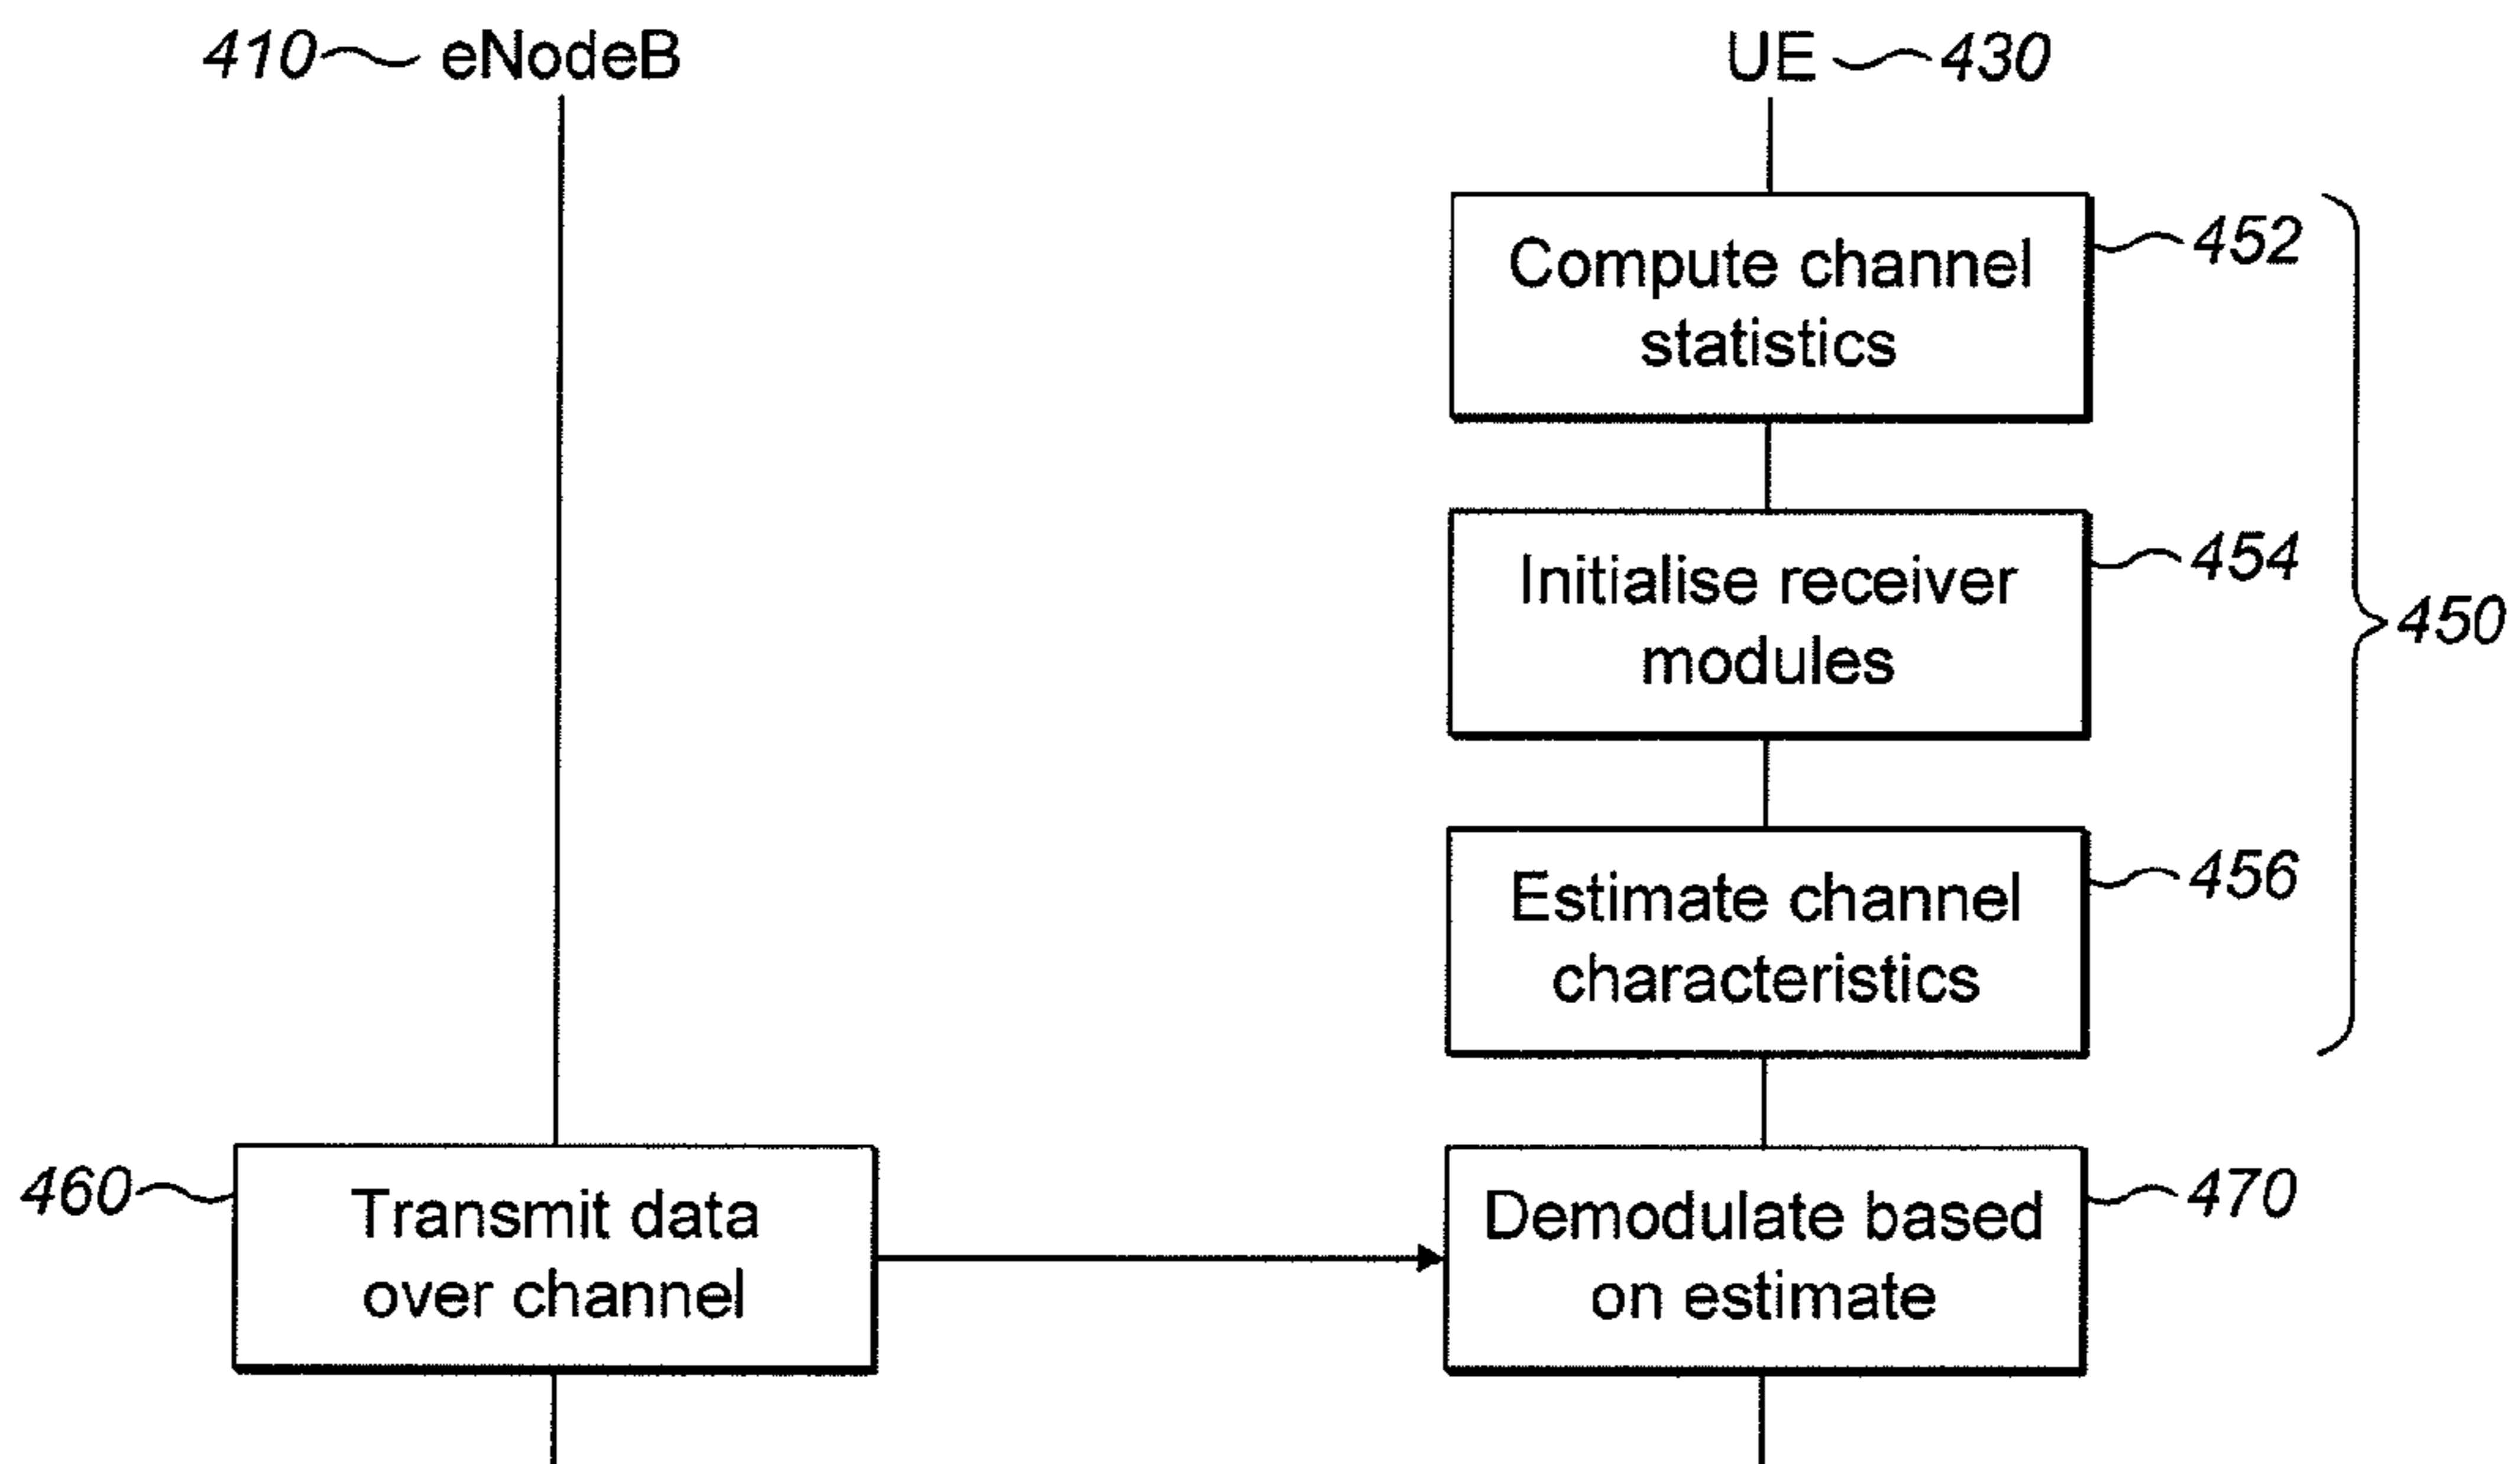 410 eNodeB
UE 430
Compute channel
statistics
452
Initialise receiver
modules
454
450
Estimate channel
characteristics
456
460
Transmit data
over channel
Demodulate based
on estimate
470